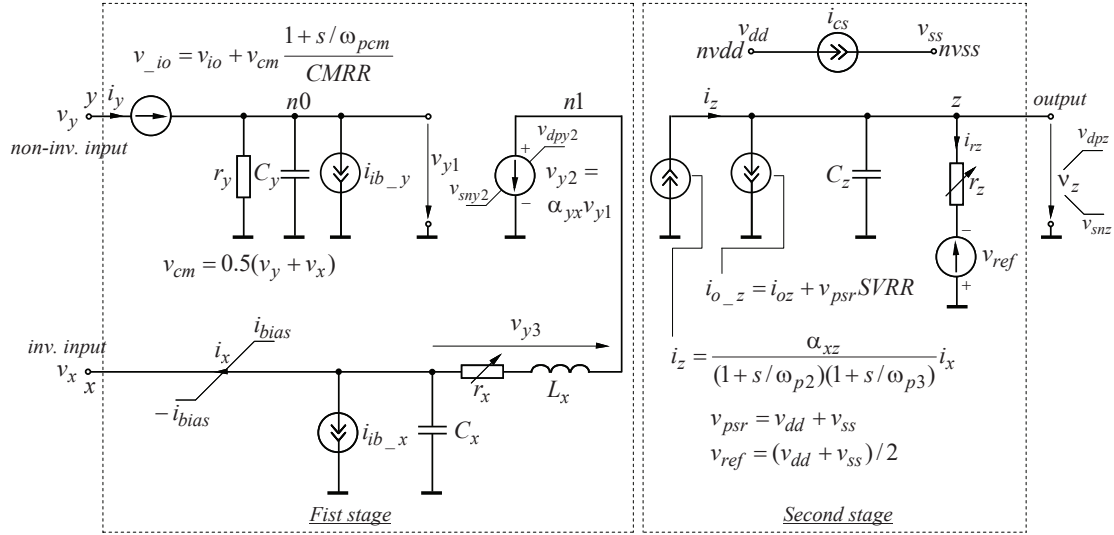 v_io = v_io + v_cm (1 + s/ω_pcm)/CMRR
y i_y
n0
v_y
non-inv. input
r_y
C_y
i_ib_y
v_y1
n1
v_dpy2
+
v_sny2
v_y2 =
α_yx v_y1
−
v_cm = 0.5(v_y + v_x)
inv. input
v_x x
i_x
i_bias
−i_bias
v_y3
r_x
L_x
i_ib_x
C_x
Fist stage
i_cs
v_dd
v_ss
nvdd
nvss
i_z
z
output
C_z
i_rz
r_z
v_dpz
v_z
v_snz
−
v_ref
+
i_o_z = i_oz + v_psr SVRR
i_z = α_xz/((1 + s/ω_p2)(1 + s/ω_p3)) i_x
v_psr = v_dd + v_ss
v_ref = (v_dd + v_ss)/2
Second stage